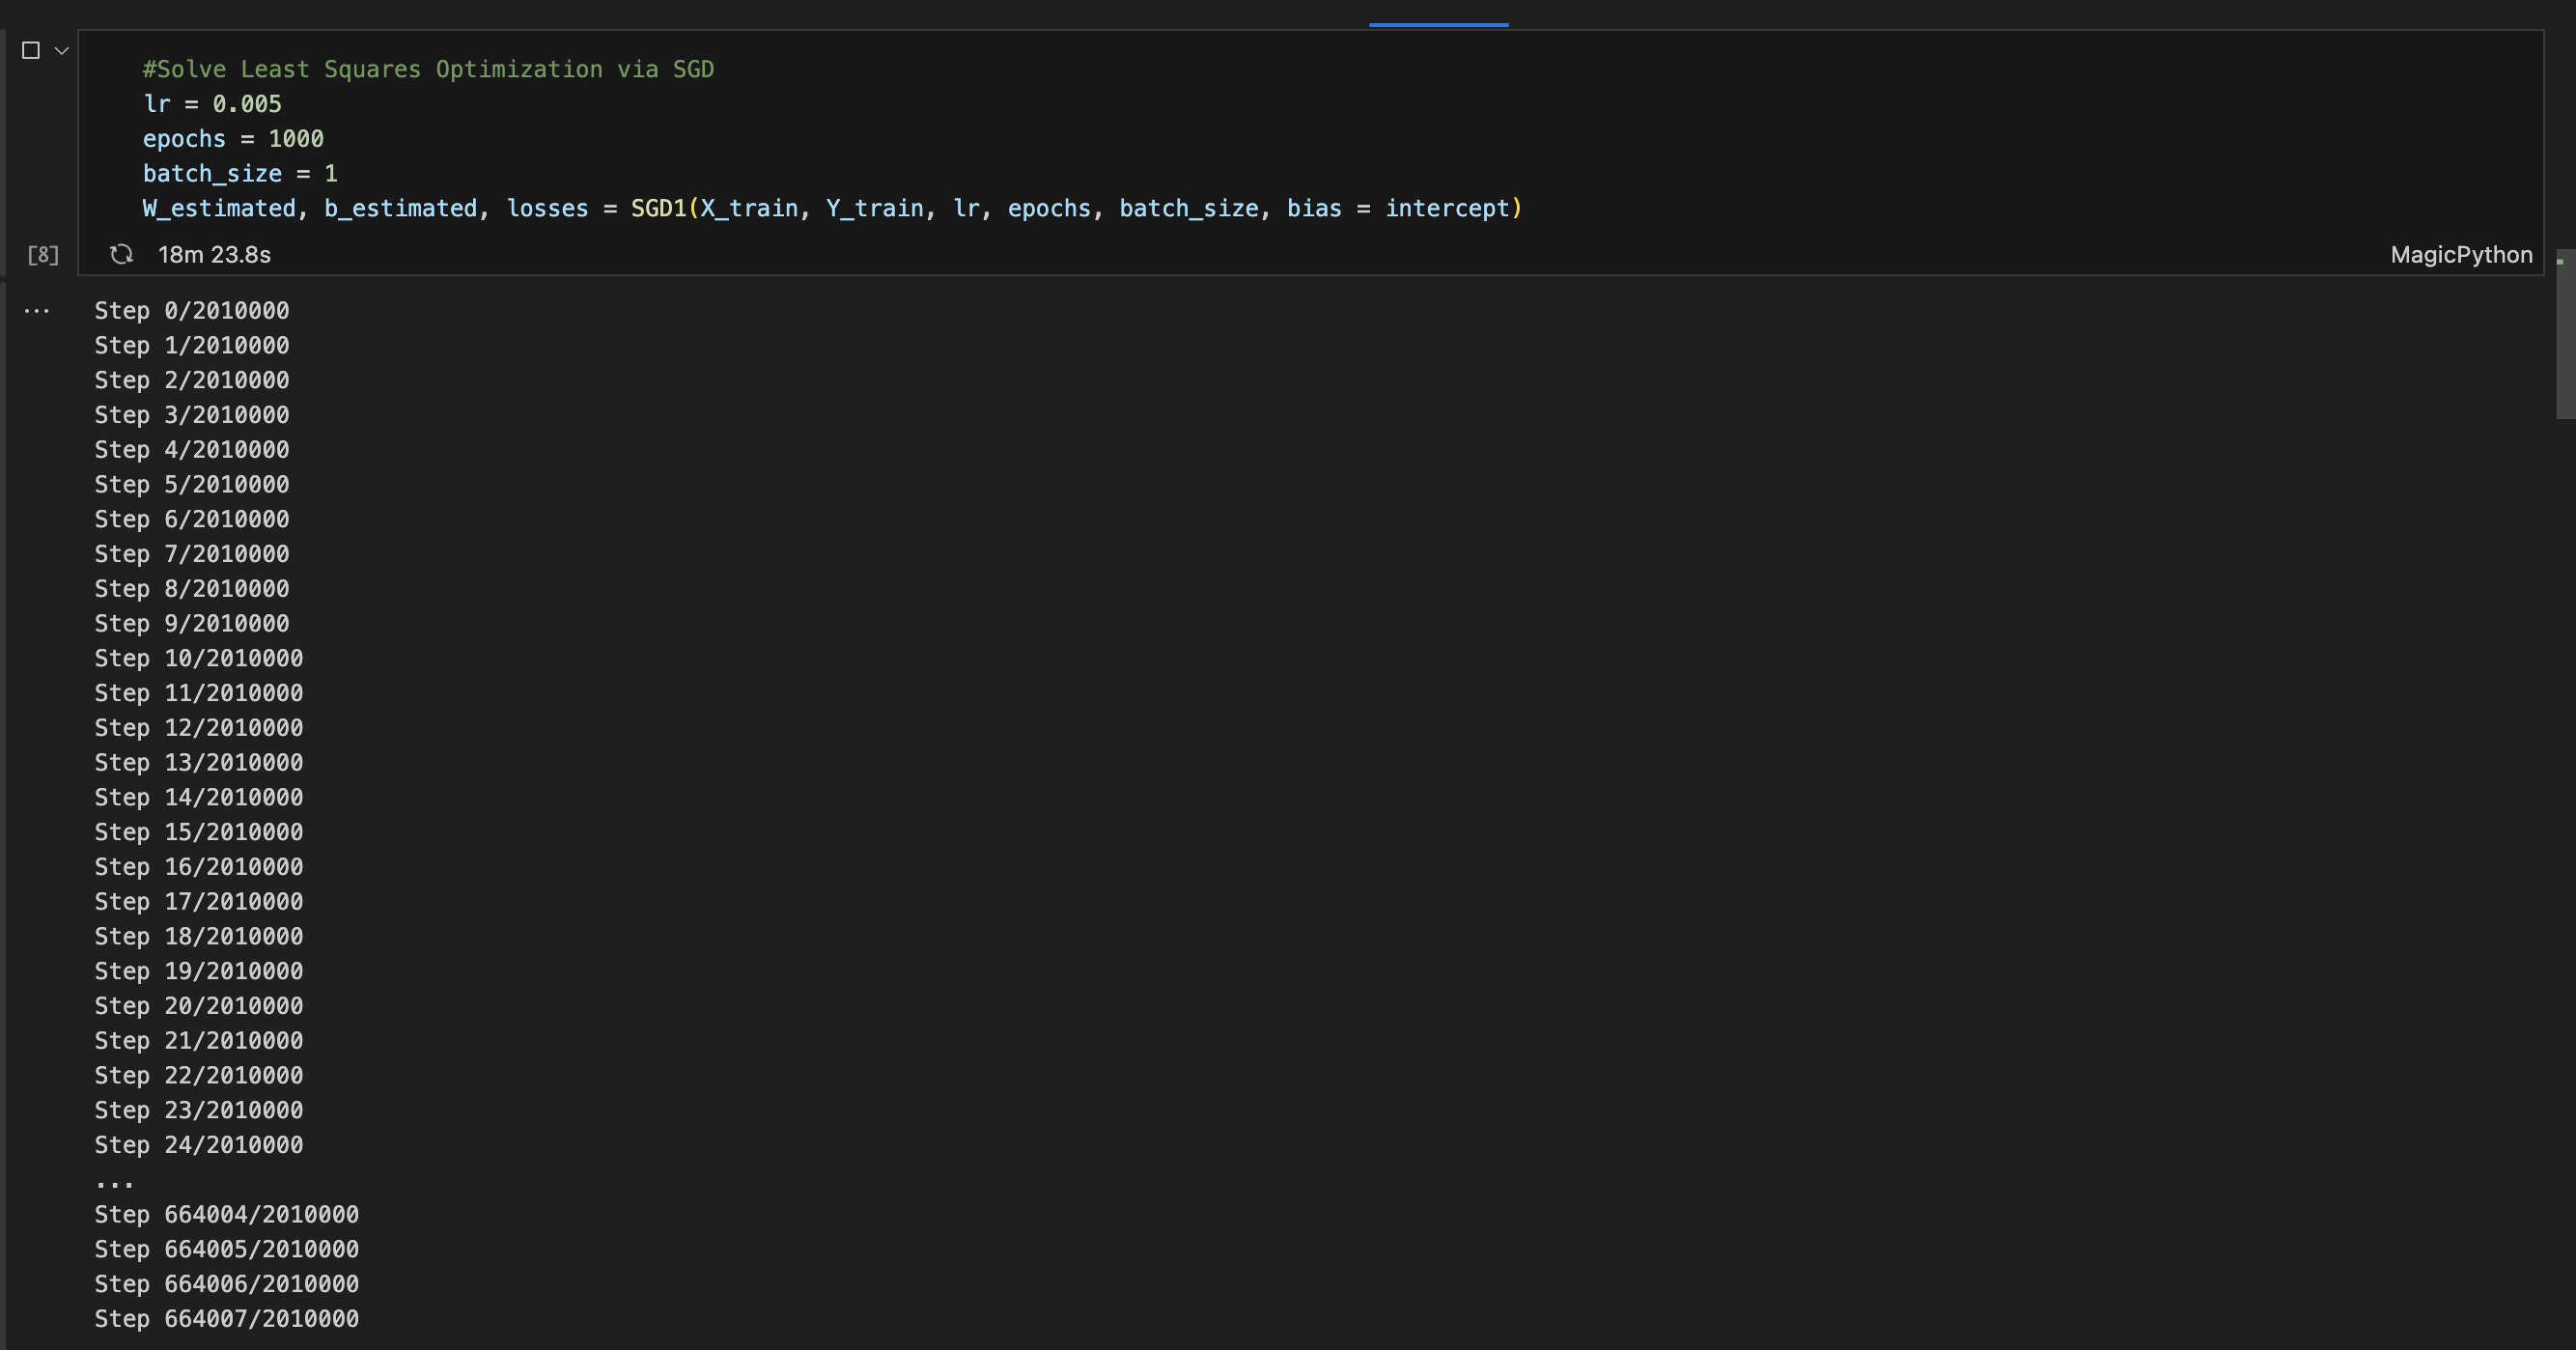 #Solve Least Squares Optimization via SGD
lr = 0.005
epochs = 1000
batch_size = 1
W_estimated, b_estimated, losses = SGD1(X_train, Y_train, lr, epochs, batch_size, bias = intercept)
[8] 18m 23.8s MagicPython
... Step 0/2010000
Step 1/2010000
Step 2/2010000
Step 3/2010000
Step 4/2010000
Step 5/2010000
Step 6/2010000
Step 7/2010000
Step 8/2010000
Step 9/2010000
Step 10/2010000
Step 11/2010000
Step 12/2010000
Step 13/2010000
Step 14/2010000
Step 15/2010000
Step 16/2010000
Step 17/2010000
Step 18/2010000
Step 19/2010000
Step 20/2010000
Step 21/2010000
Step 22/2010000
Step 23/2010000
Step 24/2010000
...
Step 664004/2010000
Step 664005/2010000
Step 664006/2010000
Step 664007/2010000